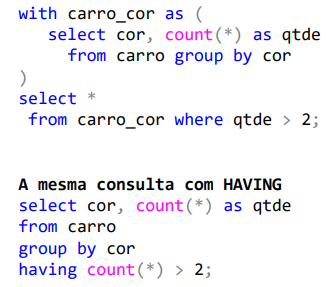 with carro_cor as (
select cor, count(*) as qtde
from carro group by cor
)
select *
from carro_cor where qtde > 2;
A mesma consulta com HAVING
select cor, count(*) as qtde
from carro
group by cor
having count(*) > 2;